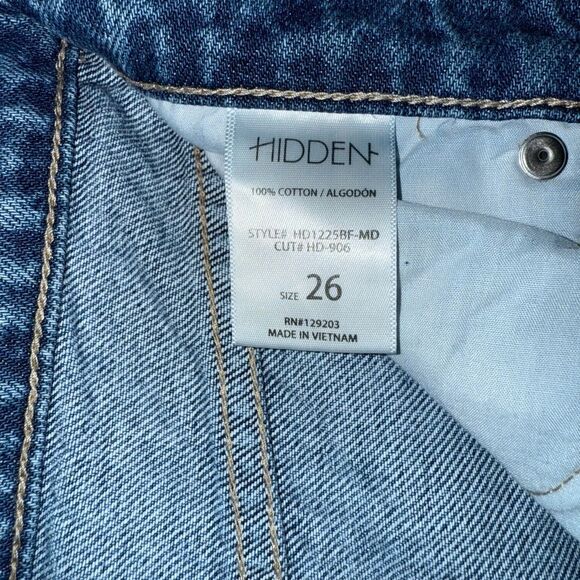 HIDDEN
100% COTTON / ALGODÓN
STYLE# HD1225BF-MD
CUT# HD-906
SIZE 26
RN#129203
MADE IN VIETNAM